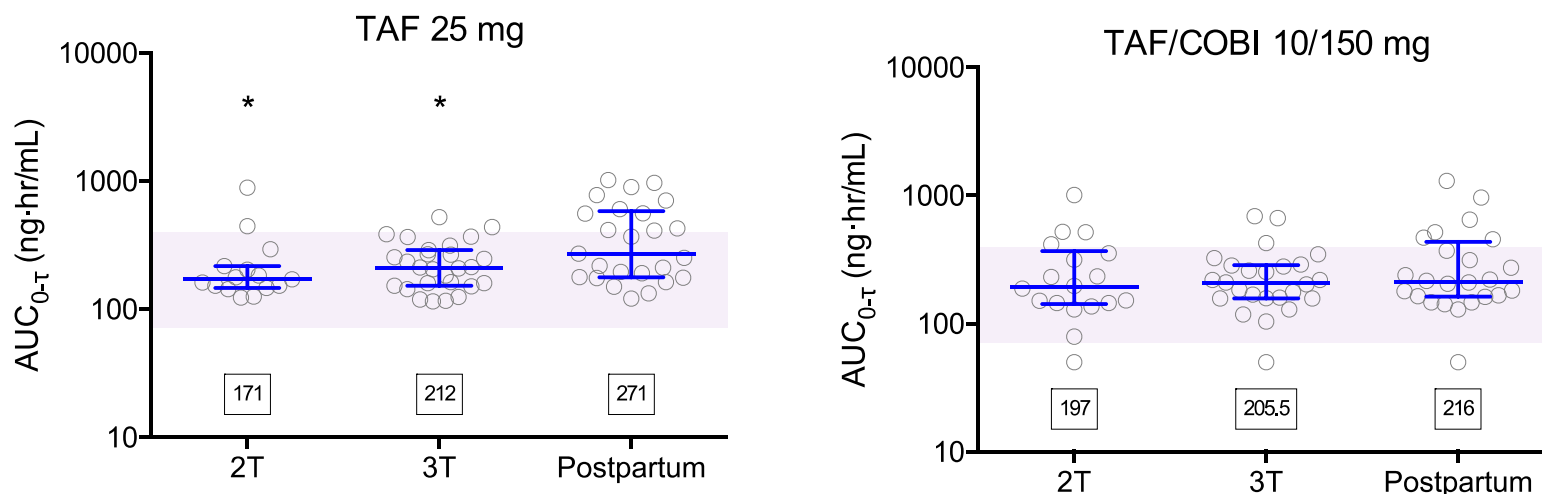 TAF 25 mg
10000
1000
100
10
AUC0-τ (ng·hr/mL)
*
*
171
212
271
2T
3T
Postpartum
TAF/COBI 10/150 mg
10000
1000
100
10
AUC0-τ (ng·hr/mL)
197
205.5
216
2T
3T
Postpartum